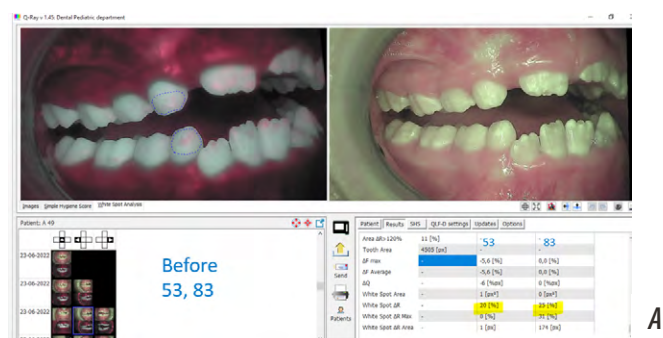 Q-Ray v 1.45: Dental Pediatric department
Images Simple Hygiene Score White Spot Analysis
Patient: A 49
23-06-2022
23-06-2022
23-06-2022
Before
53, 83
Send
Patients
Patient Results SHS QLF-D settings Updates Options
Area ΔR>120% 11 [%] 53 83
Tooth Area 4003 [px] - -
ΔF max - -5,6 [%] 0,0 [%]
ΔF Average - -5,6 [%] 0,0 [%]
ΔQ - -6 [%px] 0 [%px]
White Spot Area - 1 [px²] 0 [px²]
White Spot ΔR - 20 [%] 25 [%]
White Spot ΔR Max - 0 [%] 31 [%]
White Spot ΔR Area - 1 [px] 174 [px]
A